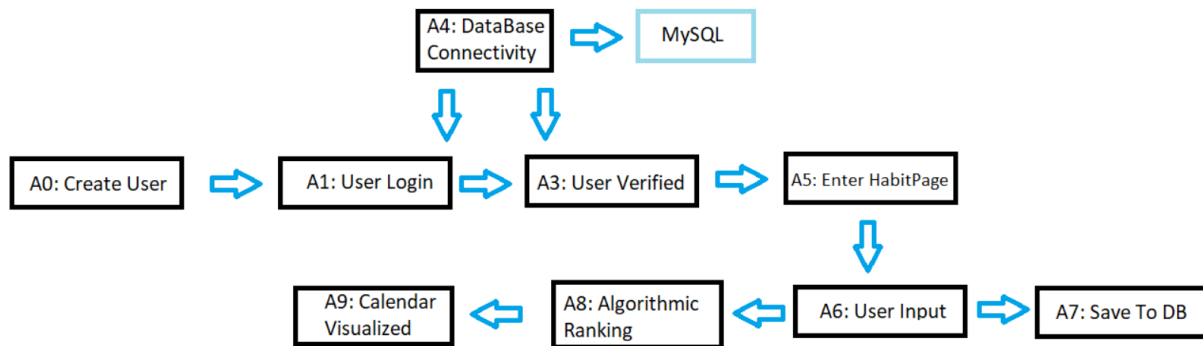 A4: DataBase
Connectivity
MySQL
A0: Create User
A1: User Login
A3: User Verified
A5: Enter HabitPage
A9: Calendar
Visualized
A8: Algorithmic
Ranking
A6: User Input
A7: Save To DB